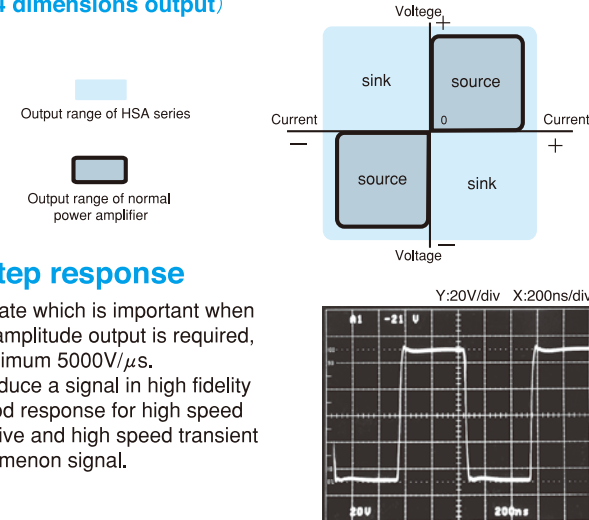 4 dimensions output）
Voltege
+
sink
source
Output range of HSA series
Current
0
Current
—
+
source
sink
Output range of normal
power amplifier
—
Voltage
tep response
ate which is important when
amplitude output is required,
imum 5000V/μs.
duce a signal in high fidelity
od response for high speed
ive and high speed transient
menon signal.
Y:20V/div X:200ns/div
A1 -21 V
20V 200ns